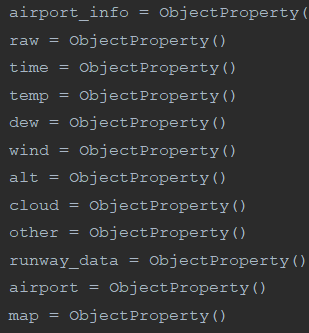 airport_info = ObjectProperty(
raw = ObjectProperty()
time = ObjectProperty()
temp = ObjectProperty()
dew = ObjectProperty()
wind = ObjectProperty()
alt = ObjectProperty()
cloud = ObjectProperty()
other = ObjectProperty()
runway_data = ObjectProperty()
airport = ObjectProperty()
map = ObjectProperty()